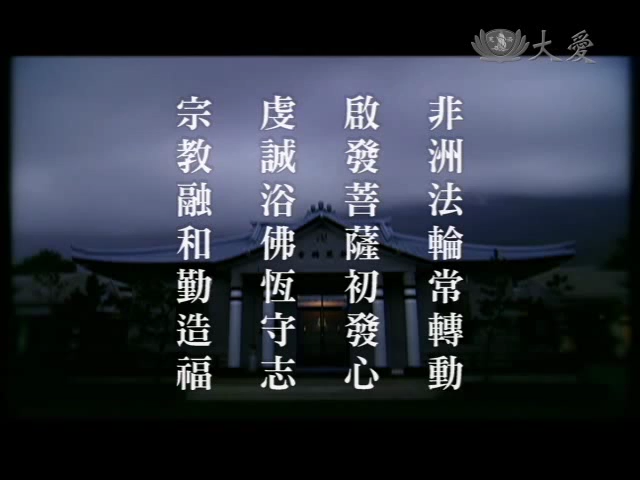 大愛
非洲法輪常轉動
啟發菩薩初發心
虔誠浴佛恆守志
宗教融和勤造福